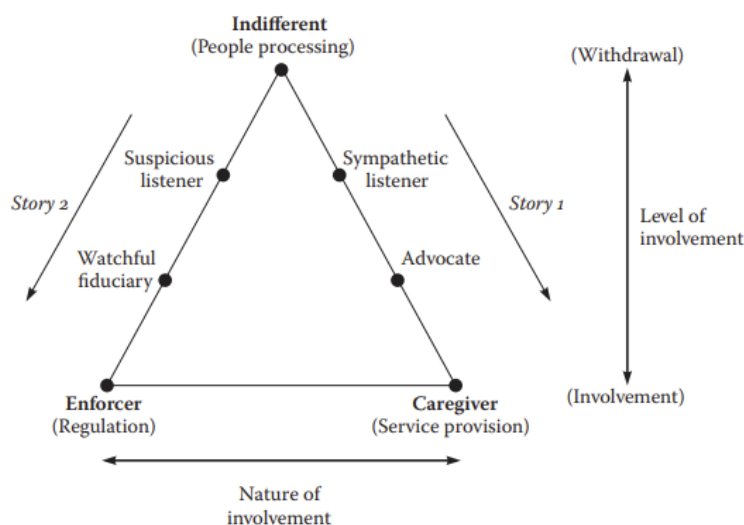 Indifferent
(People processing)
(Withdrawal)
Suspicious
listener
Sympathetic
listener
Story 2
Story 1
Level of
involvement
Watchful
fiduciary
Advocate
Enforcer
(Regulation)
Caregiver
(Service provision)
(Involvement)
Nature of
involvement